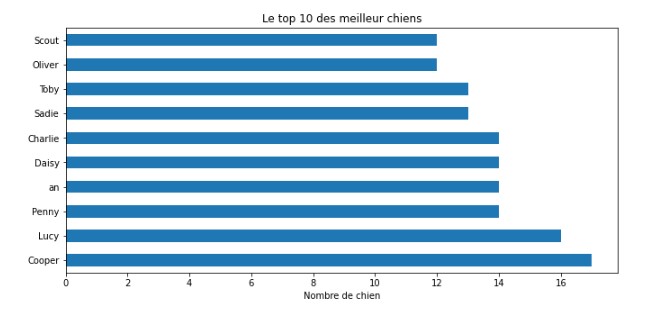 Le top 10 des meilleur chiens
Scout
Oliver
Toby
Sadie
Charlie
Daisy
an
Penny
Lucy
Cooper
0 2 4 6 8 10 12 14 16
Nombre de chien